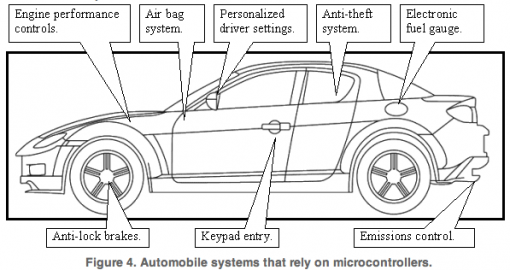 Engine performance
controls.
Air bag
system.
Personalized
driver settings.
Anti-theft
system.
Electronic
fuel gauge.
Anti-lock brakes.
Keypad entry.
Emissions control.
Figure 4. Automobile systems that rely on microcontrollers.